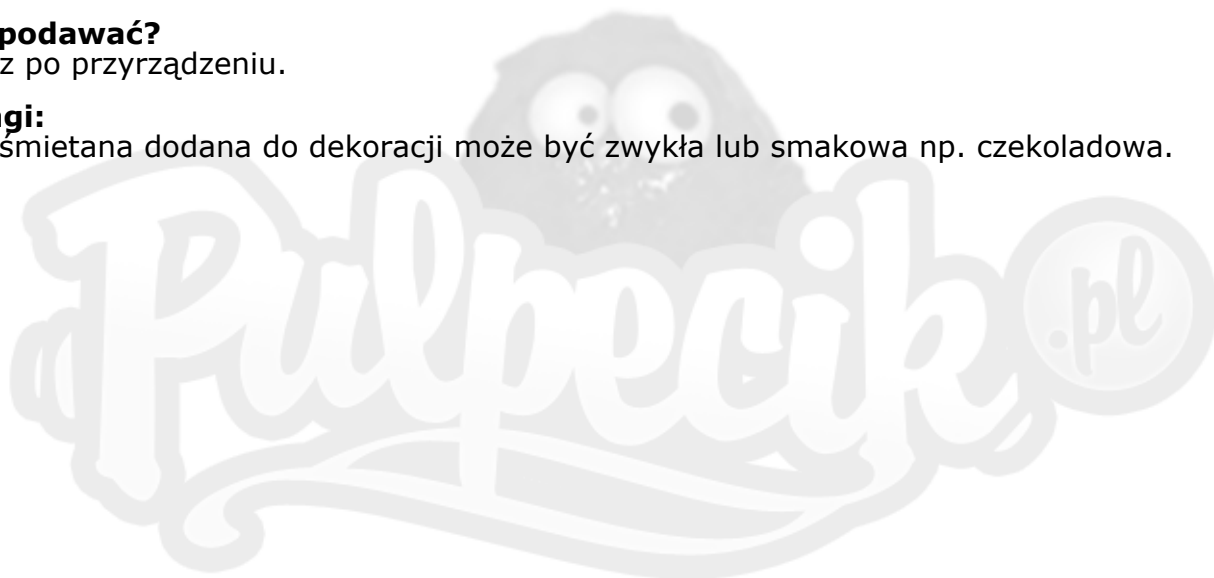 podawać?
z po przyrządzeniu.
gi:
śmietana dodana do dekoracji może być zwykła lub smakowa np. czekoladowa.
Pulpecik.pl